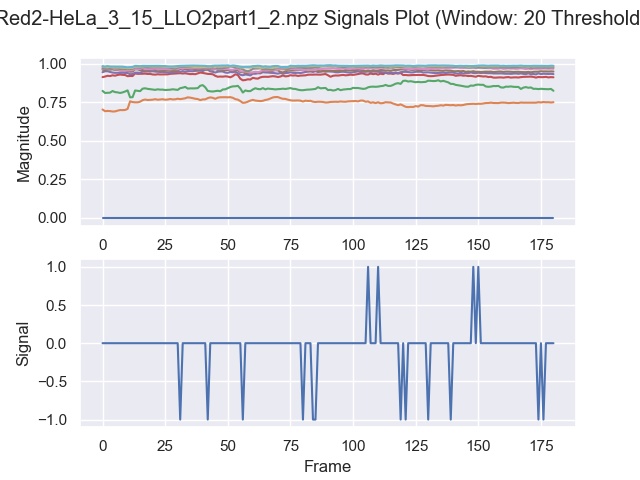 Red2-HeLa_3_15_LLO2part1_2.npz Signals Plot (Window: 20 Threshold
1.00
0.75
0.50
0.25
0.00
Magnitude
0 25 50 75 100 125 150 175
1.0
0.5
0.0
−0.5
−1.0
Signal
0 25 50 75 100 125 150 175
Frame